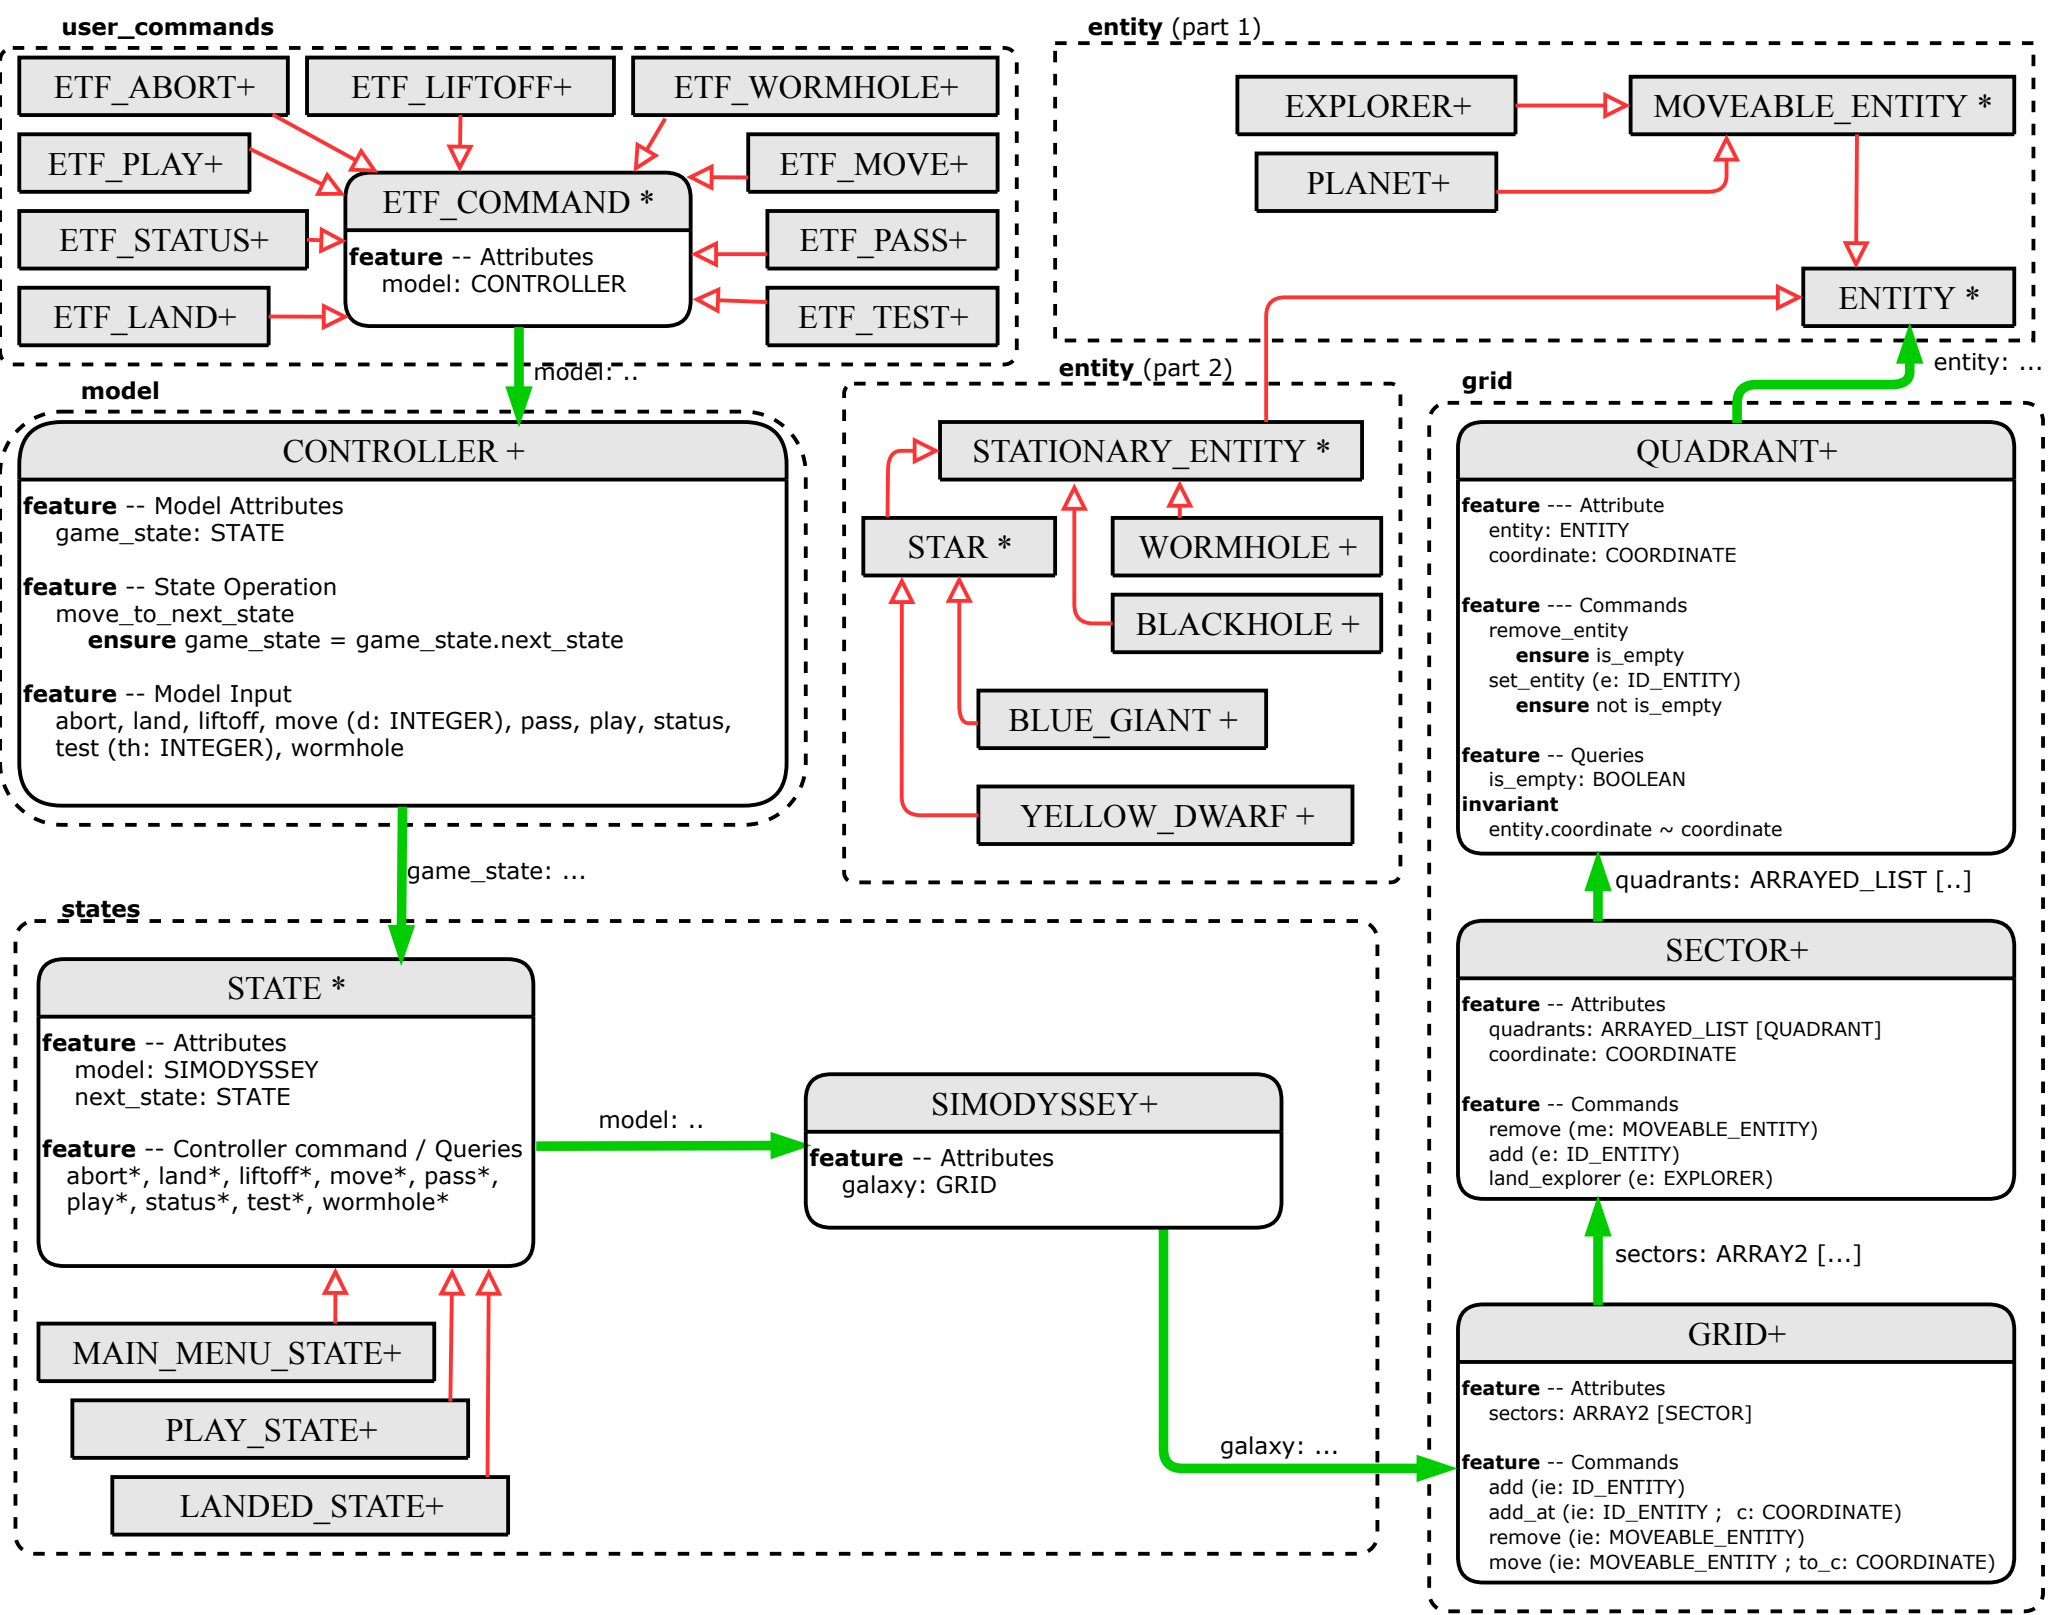 user_commands
ETF_ABORT+
ETF_LIFTOFF+
ETF_WORMHOLE+
ETF_PLAY+
ETF_MOVE+
ETF_COMMAND *
feature -- Attributes
model: CONTROLLER
ETF_STATUS+
ETF_PASS+
ETF_LAND+
ETF_TEST+
model: ..
entity (part 1)
EXPLORER+
MOVEABLE_ENTITY *
PLANET+
ENTITY *
entity: ...
model
CONTROLLER +
feature -- Model Attributes
game_state: STATE
feature -- State Operation
move_to_next_state
ensure game_state = game_state.next_state
feature -- Model Input
abort, land, liftoff, move (d: INTEGER), pass, play, status,
test (th: INTEGER), wormhole
game_state: ...
entity (part 2)
STATIONARY_ENTITY *
STAR *
WORMHOLE +
BLACKHOLE +
BLUE_GIANT +
YELLOW_DWARF +
grid
QUADRANT+
feature --- Attribute
entity: ENTITY
coordinate: COORDINATE
feature --- Commands
remove_entity
ensure is_empty
set_entity (e: ID_ENTITY)
ensure not is_empty
feature -- Queries
is_empty: BOOLEAN
invariant
entity.coordinate ~ coordinate
quadrants: ARRAYED_LIST [..]
SECTOR+
feature -- Attributes
quadrants: ARRAYED_LIST [QUADRANT]
coordinate: COORDINATE
feature -- Commands
remove (me: MOVEABLE_ENTITY)
add (e: ID_ENTITY)
land_explorer (e: EXPLORER)
sectors: ARRAY2 [...]
GRID+
feature -- Attributes
sectors: ARRAY2 [SECTOR]
feature -- Commands
add (ie: ID_ENTITY)
add_at (ie: ID_ENTITY ; c: COORDINATE)
remove (ie: MOVEABLE_ENTITY)
move (ie: MOVEABLE_ENTITY ; to_c: COORDINATE)
states
STATE *
feature -- Attributes
model: SIMODYSSEY
next_state: STATE
feature -- Controller command / Queries
abort*, land*, liftoff*, move*, pass*,
play*, status*, test*, wormhole*
model: ..
SIMODYSSEY+
feature -- Attributes
galaxy: GRID
galaxy: ...
MAIN_MENU_STATE+
PLAY_STATE+
LANDED_STATE+